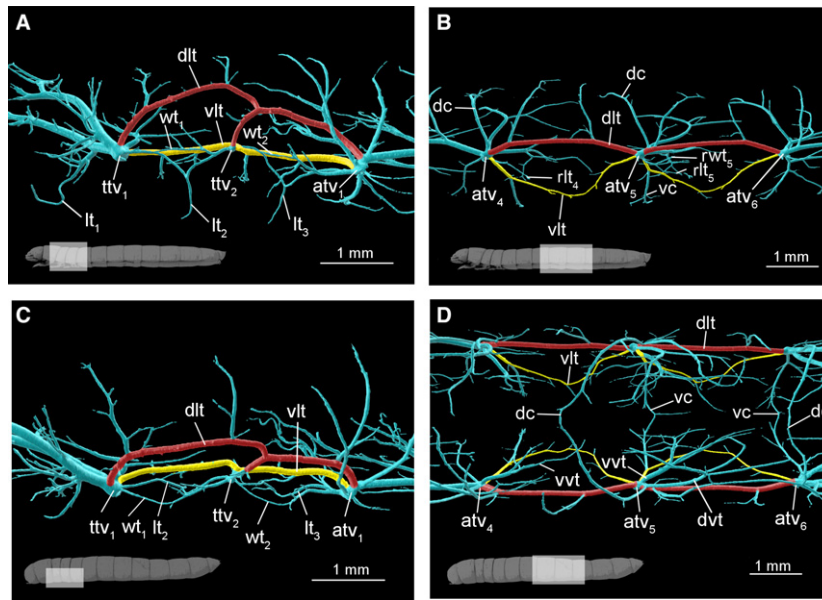 A
dlt
wt1
vlt
wt2
ttv1
ttv2
atv1
lt1
lt2
lt3
1 mm
B
dc
dc
dlt
rwt5
rlt5
rlt4
vc
atv4
atv5
atv6
vlt
1 mm
C
dlt
vlt
ttv1
wt1
lt2
ttv2
wt2
lt3
atv1
1 mm
D
dlt
vlt
vc
dc
vc
vvt
vvt
atv4
atv5
dvt
atv6
1 mm